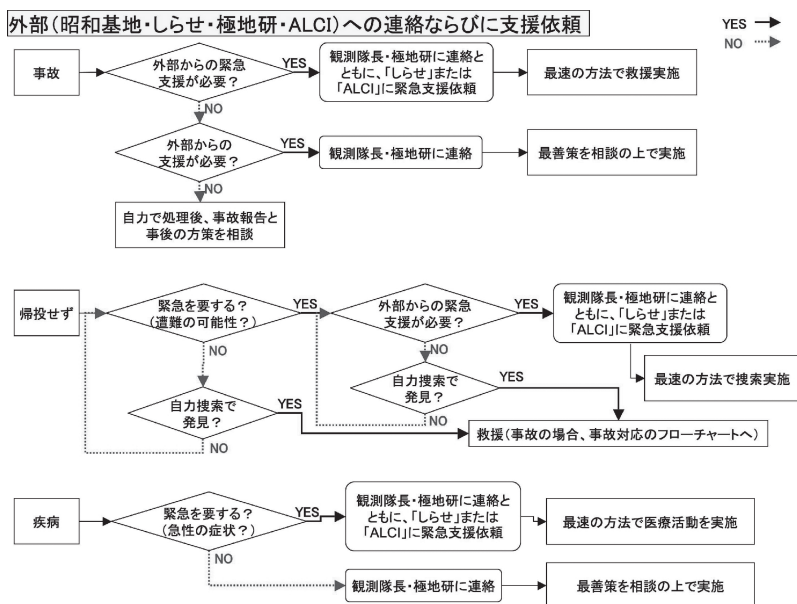 外部(昭和基地・しらせ・極地研・ALCI)への連絡ならびに支援依頼
YES
NO
事故
外部からの緊急
支援が必要?
YES
観測隊長・極地研に連絡と
ともに、「しらせ」または
「ALCI」に緊急支援依頼
最速の方法で救援実施
NO
外部からの
支援が必要?
YES
観測隊長・極地研に連絡
最善策を相談の上で実施
NO
自力で処理後、事故報告と
事後の方策を相談
帰投せず
緊急を要する?
(遭難の可能性?)
YES
外部からの緊急
支援が必要?
YES
観測隊長・極地研に連絡と
ともに、「しらせ」または
「ALCI」に緊急支援依頼
NO
NO
最速の方法で捜索実施
自力捜索で
発見?
YES
NO
自力捜索で
発見?
YES
NO
救援(事故の場合、事故対応のフローチャートへ)
疾病
緊急を要する?
(急性の症状?)
YES
観測隊長・極地研に連絡と
ともに、「しらせ」または
「ALCI」に緊急支援依頼
最速の方法で医療活動を実施
NO
観測隊長・極地研に連絡
最善策を相談の上で実施